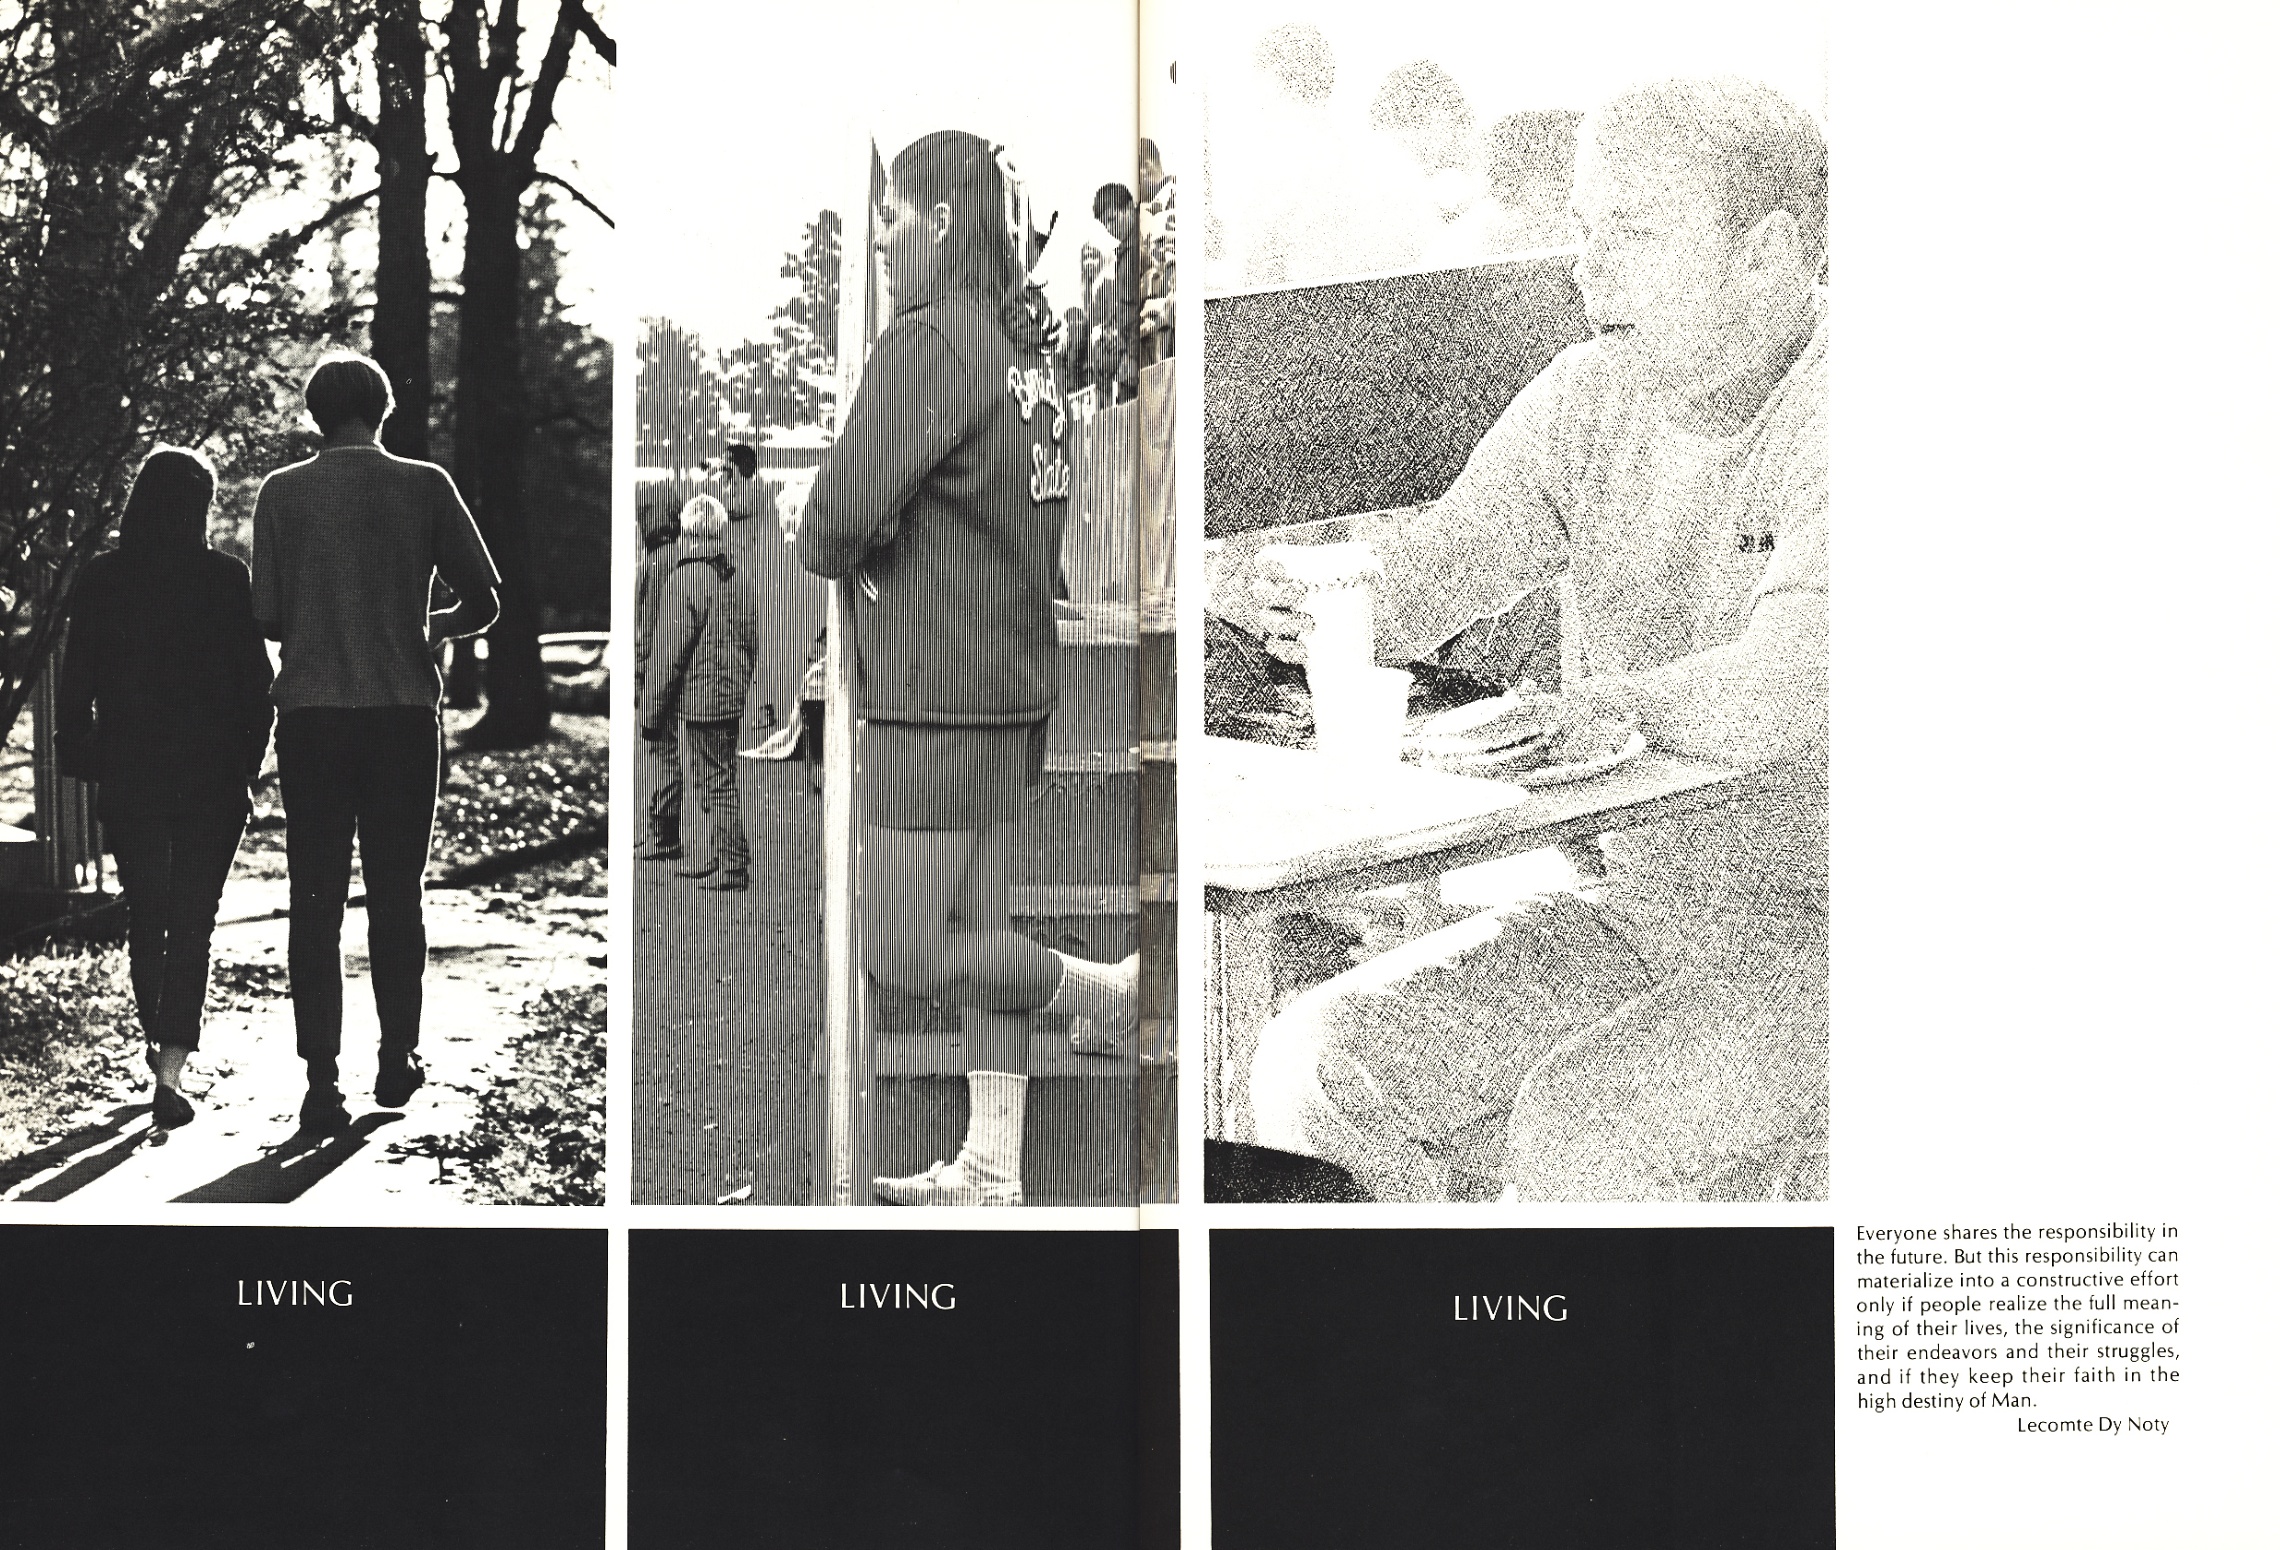 LIVING
LIVING
LIVING
Everyone shares the responsibility in
the future. But this responsibility can
materialize into a constructive effort
only if people realize the full mean-
ing of their lives, the significance of
their endeavors and their struggles,
and if they keep their faith in the
high destiny of Man.
Lecomte Dy Noty